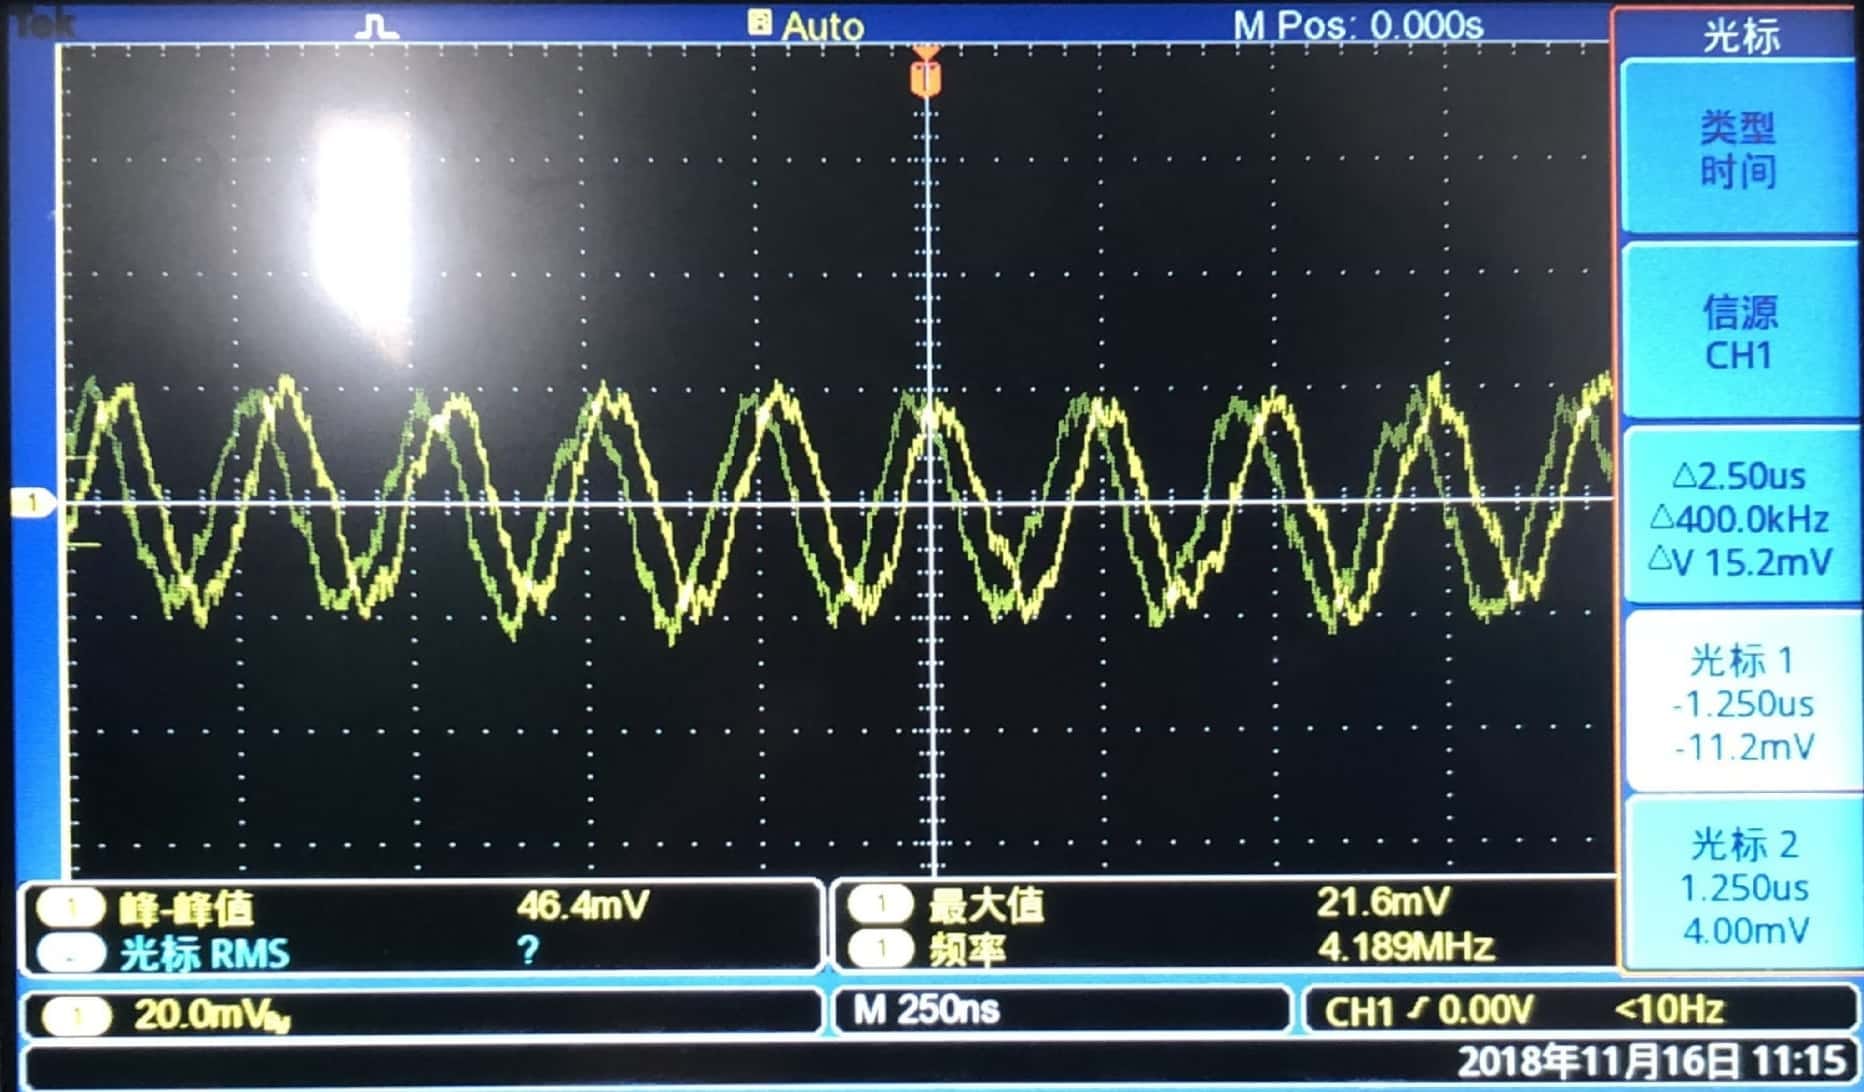 Tek
B Auto
M Pos: 0.000s
T
1
光标
类型
时间
信源
CH1
△2.50us
△400.0kHz
△V 15.2mV
光标 1
-1.250us
-11.2mV
光标 2
1.250us
4.00mV
1 峰-峰值 46.4mV
光标 RMS ?
1 最大值 21.6mV
1 频率 4.189MHz
1 20.0mV
M 250ns
CH1 0.00V <10Hz
2018年11月16日 11:15